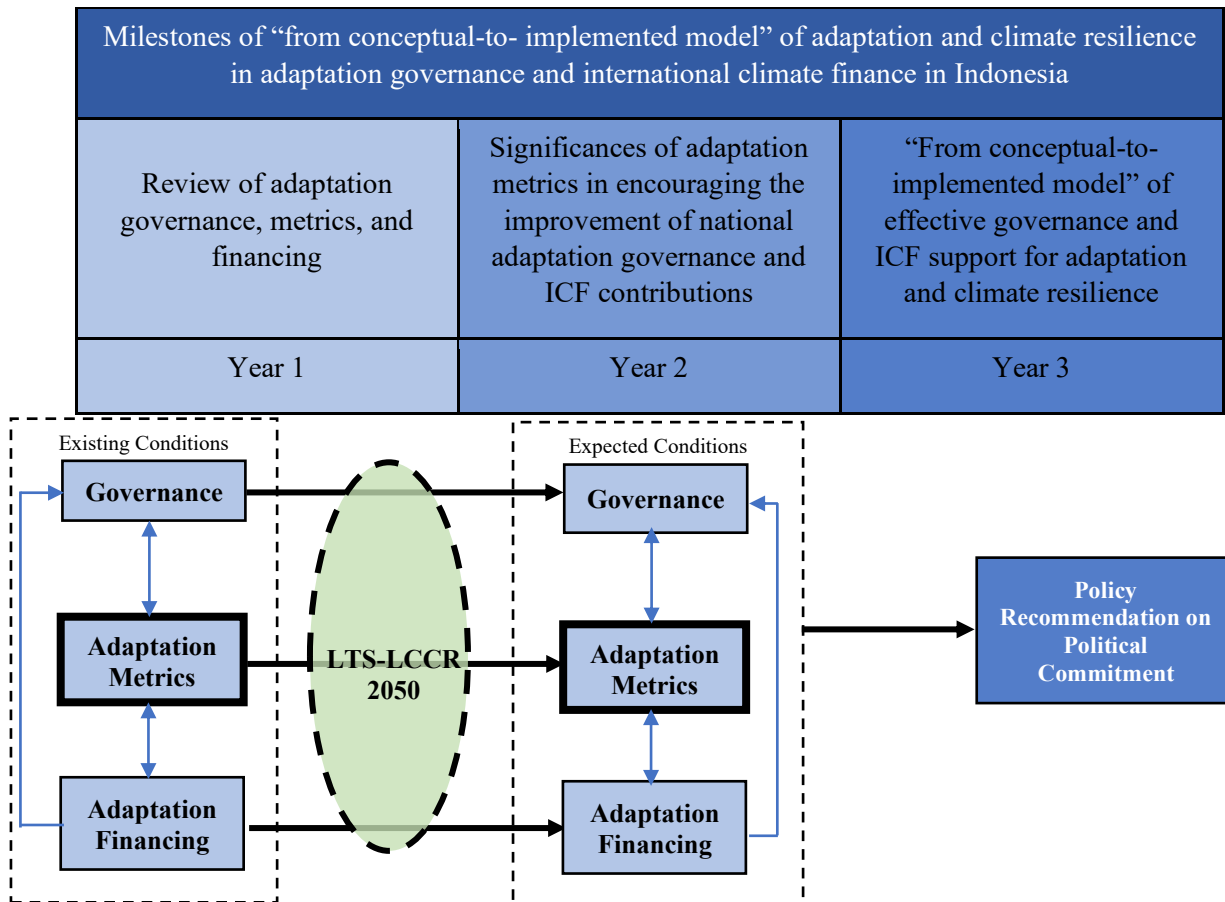 Milestones of “from conceptual-to- implemented model” of adaptation and climate resilience
in adaptation governance and international climate finance in Indonesia
Review of adaptation
governance, metrics, and
financing
Significances of adaptation
metrics in encouraging the
improvement of national
adaptation governance and
ICF contributions
“From conceptual-to-
implemented model” of
effective governance and
ICF support for adaptation
and climate resilience
Year 1
Year 2
Year 3
Existing Conditions
Governance
Adaptation
Metrics
Adaptation
Financing
LTS-LCCR
2050
Expected Conditions
Governance
Adaptation
Metrics
Adaptation
Financing
Policy
Recommendation on
Political
Commitment